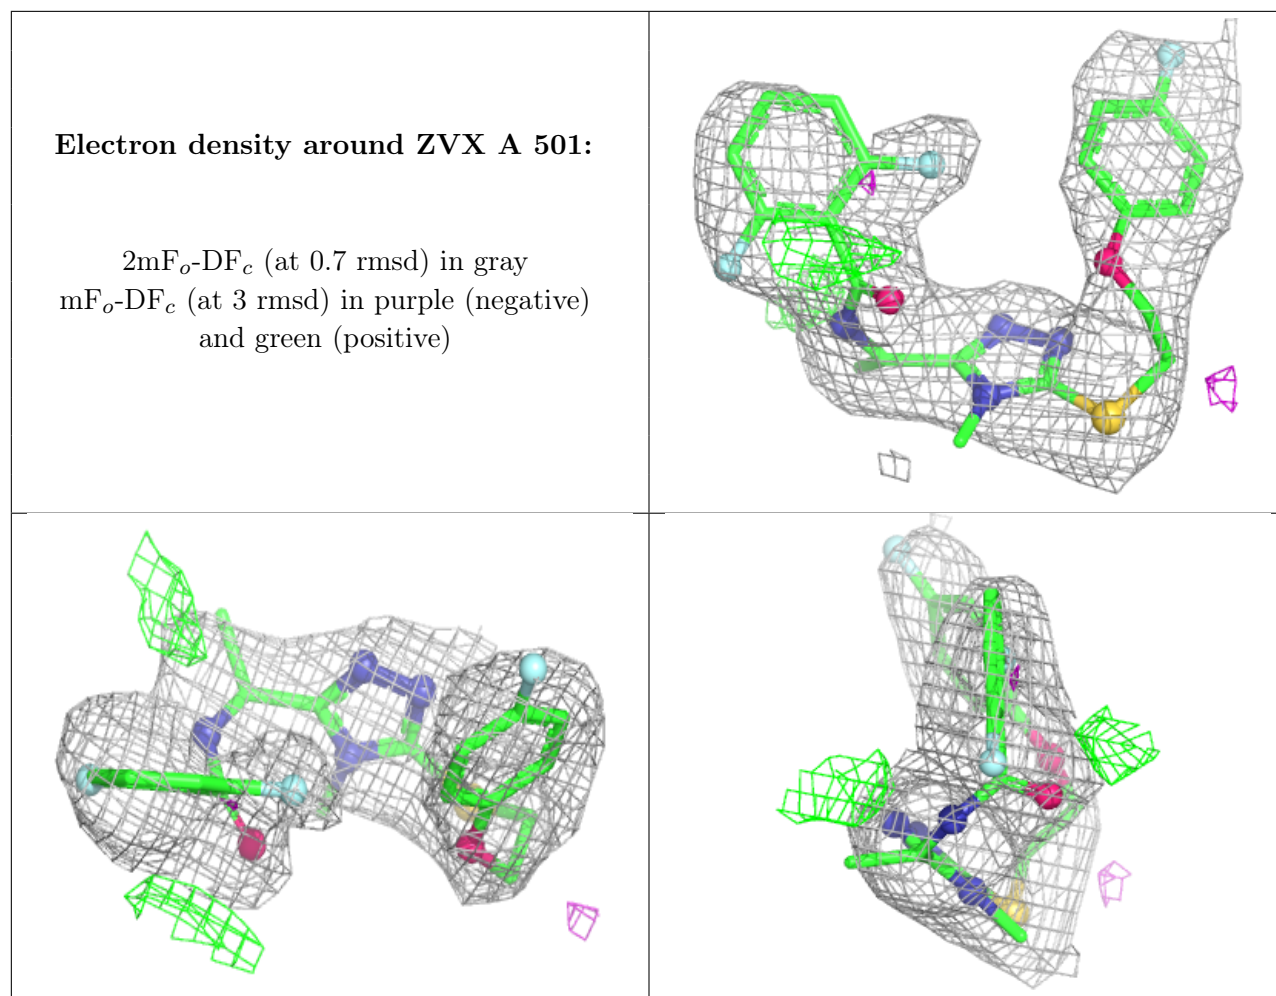 Electron density around ZVX A 501:
2mFo-DFc (at 0.7 rmsd) in gray
mFo-DFc (at 3 rmsd) in purple (negative)
and green (positive)